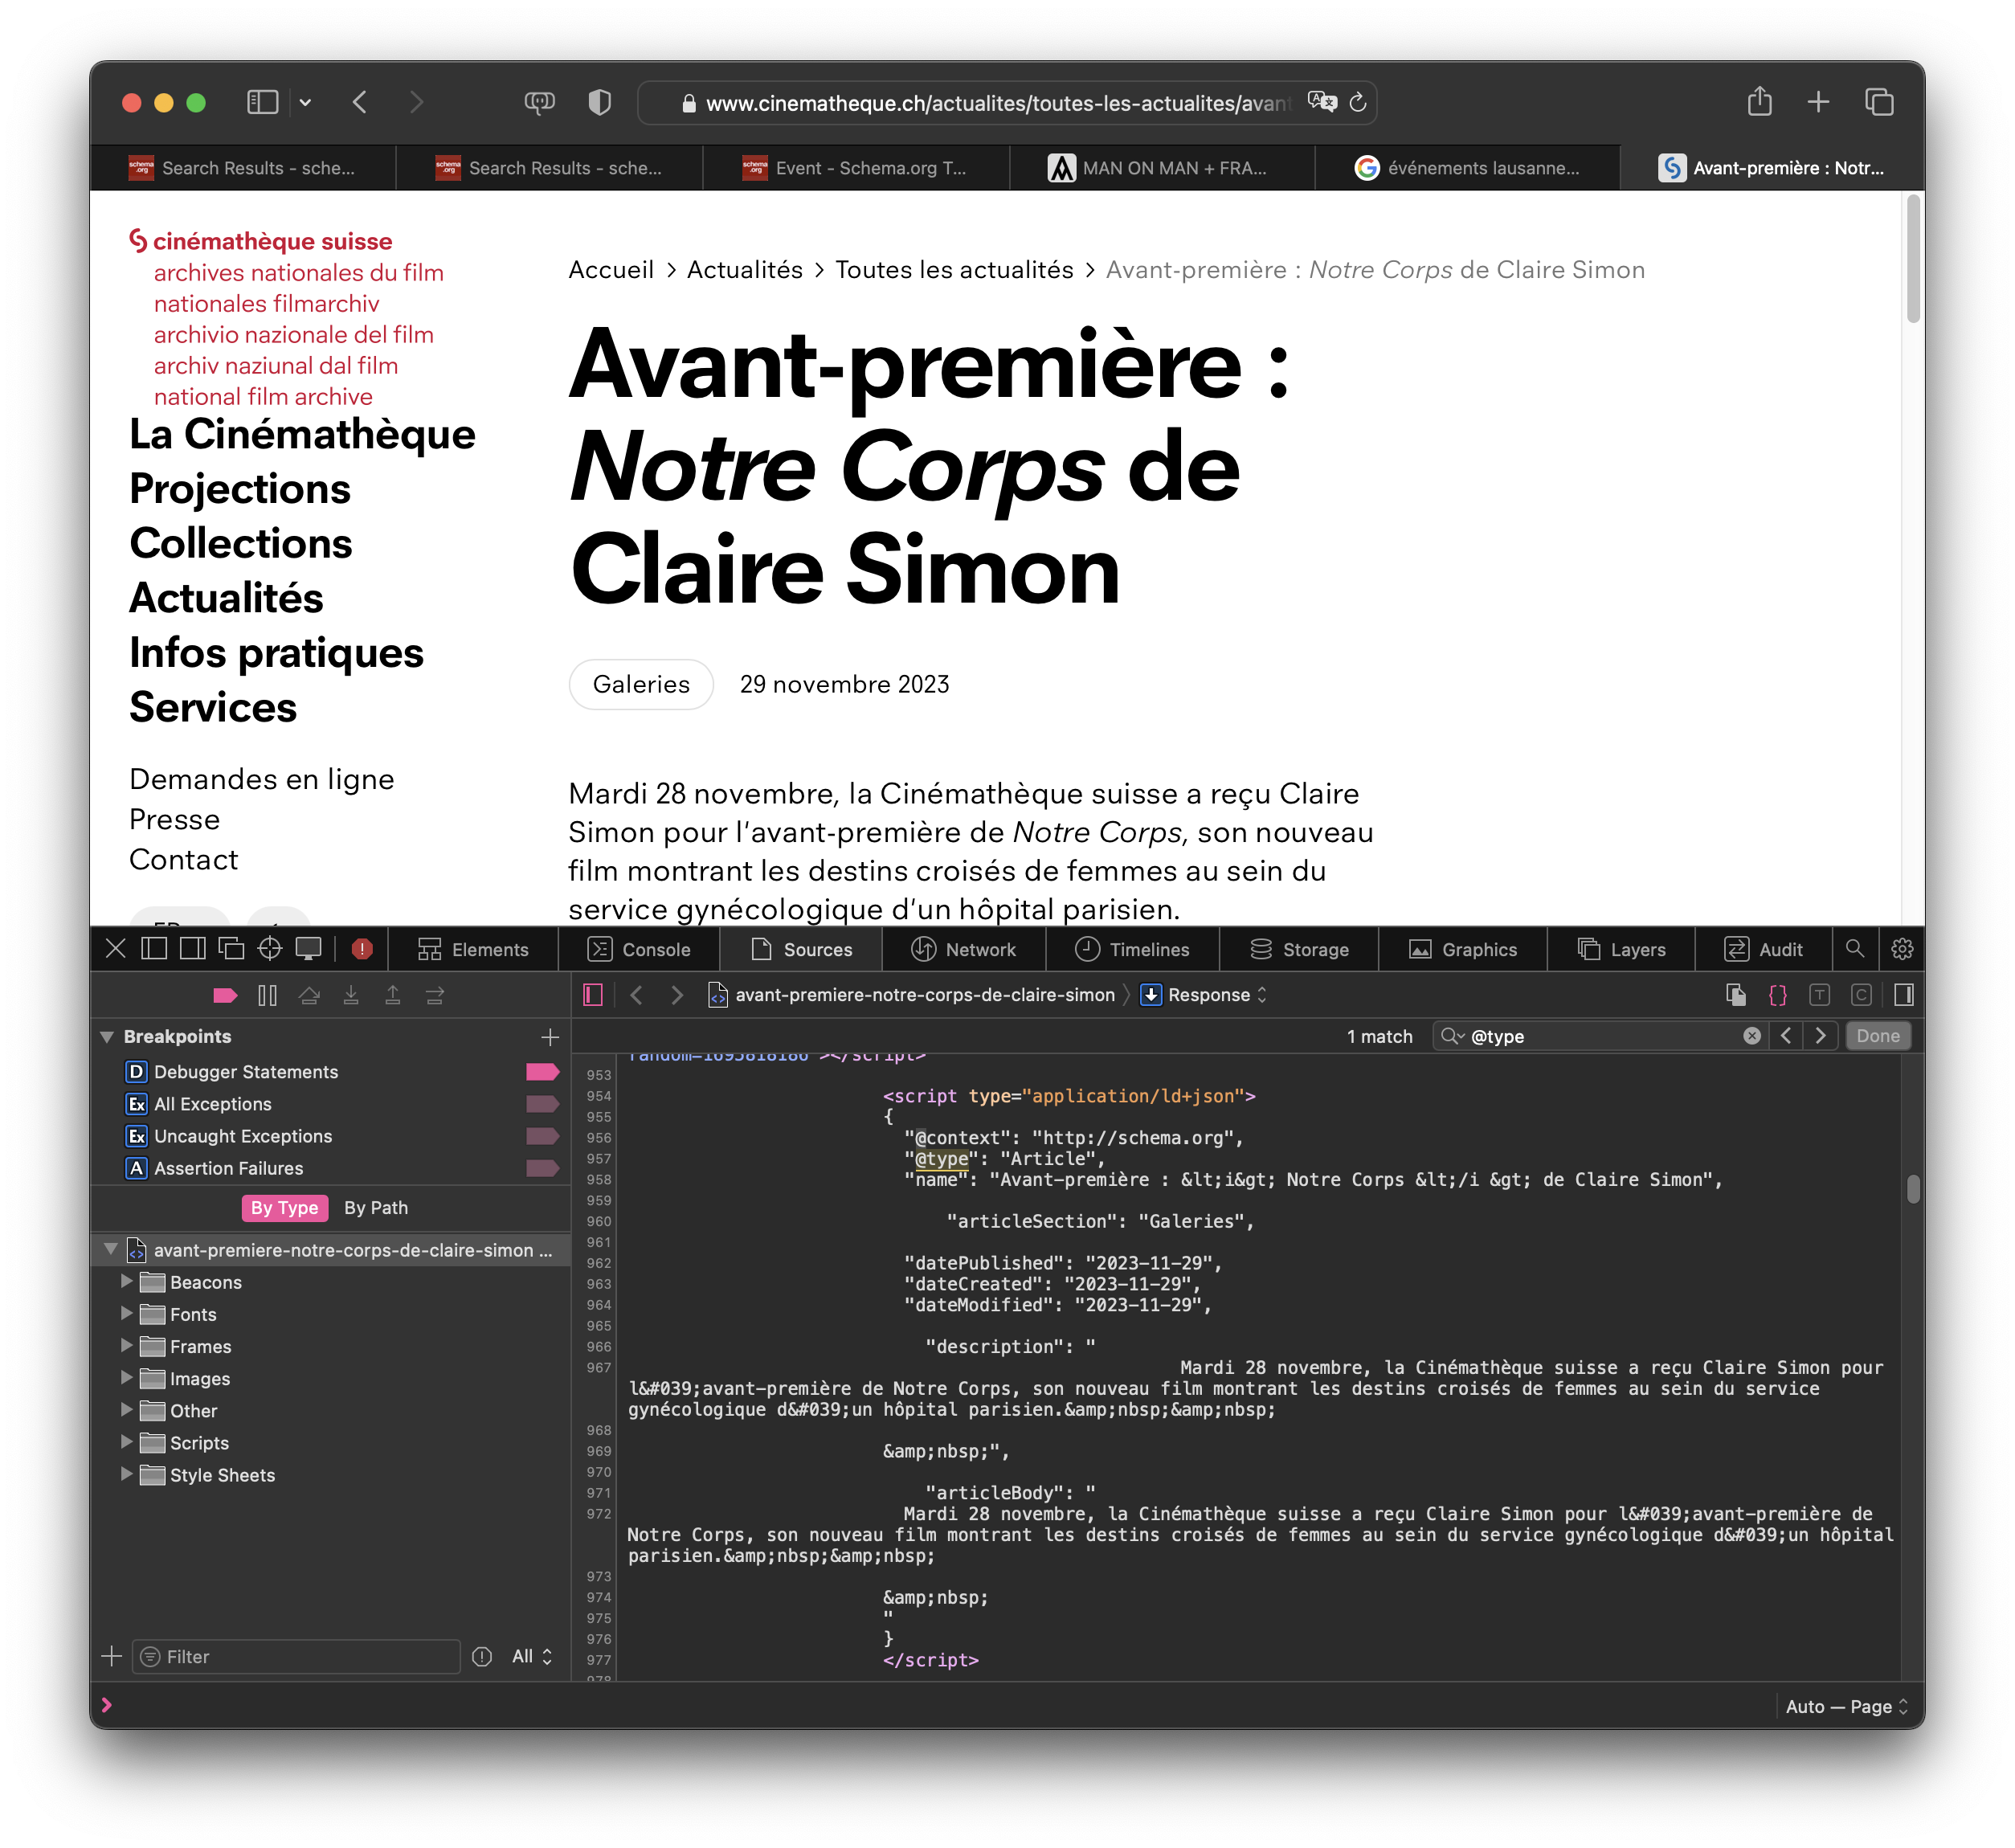 www.cinematheque.ch/actualites/toutes-les-actualites/avant
Search Results - sche...
Search Results - sche...
Event - Schema.org T...
MAN ON MAN + FRA...
événements lausanne...
Avant-première : Notr...
cinémathèque suisse
archives nationales du film
nationales filmarchiv
archivio nazionale del film
archiv naziunal dal film
national film archive
La Cinémathèque
Projections
Collections
Actualités
Infos pratiques
Services
Demandes en ligne
Presse
Contact
Accueil > Actualités > Toutes les actualités > Avant-première : Notre Corps de Claire Simon
Avant-première :
Notre Corps de
Claire Simon
Galeries 29 novembre 2023
Mardi 28 novembre, la Cinémathèque suisse a reçu Claire
Simon pour l'avant-première de Notre Corps, son nouveau
film montrant les destins croisés de femmes au sein du
service gynécologique d'un hôpital parisien.
Elements Console Sources Network Timelines Storage Graphics Layers Audit
avant-premiere-notre-corps-de-claire-simon Response
Breakpoints
D Debugger Statements
Ex All Exceptions
Ex Uncaught Exceptions
A Assertion Failures
By Type By Path
avant-premiere-notre-corps-de-claire-simon ...
Beacons
Fonts
Frames
Images
Other
Scripts
Style Sheets
Filter All
1 match @type Done
random=1695818186"></script>
953
954 <script type="application/ld+json">
955 {
956 "@context": "http://schema.org",
957 "@type": "Article",
958 "name": "Avant-première : &lt;i&gt; Notre Corps &lt;/i &gt; de Claire Simon",
959
960 "articleSection": "Galeries",
961
962 "datePublished": "2023-11-29",
963 "dateCreated": "2023-11-29",
964 "dateModified": "2023-11-29",
965
966 "description": "
967 Mardi 28 novembre, la Cinémathèque suisse a reçu Claire Simon pour
l&#039;avant-première de Notre Corps, son nouveau film montrant les destins croisés de femmes au sein du service
gynécologique d&#039;un hôpital parisien.&amp;nbsp;&amp;nbsp;
968
969 &amp;nbsp;",
970
971 "articleBody": "
972 Mardi 28 novembre, la Cinémathèque suisse a reçu Claire Simon pour l&#039;avant-première de
Notre Corps, son nouveau film montrant les destins croisés de femmes au sein du service gynécologique d&#039;un hôpital
parisien.&amp;nbsp;&amp;nbsp;
973
974 &amp;nbsp;
975 "
976 }
977 </script>
978
Auto — Page